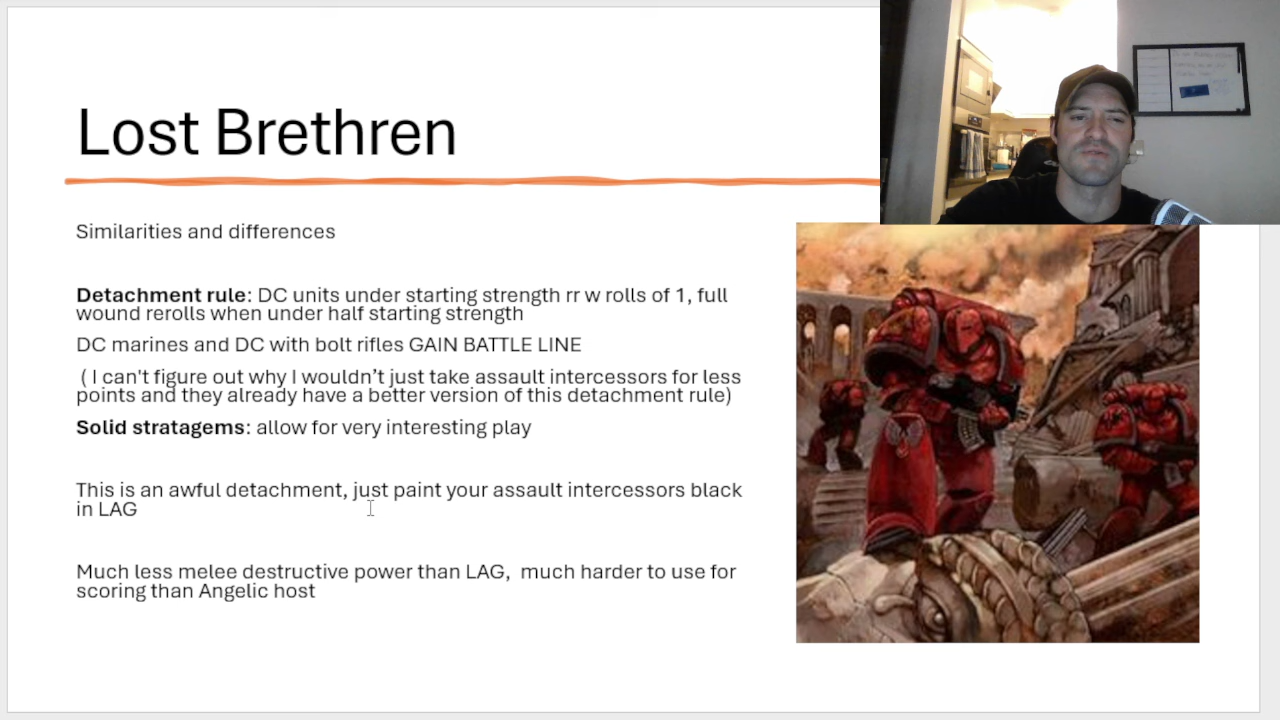 Lost Brethren
Similarities and differences
Detachment rule: DC units under starting strength rr w rolls of 1, full
wound rerolls when under half starting strength
DC marines and DC with bolt rifles GAIN BATTLE LINE
( I can't figure out why I wouldn’t just take assault intercessors for less
points and they already have a better version of this detachment rule)
Solid stratagems: allow for very interesting play
This is an awful detachment, just paint your assault intercessors black
in LAG
Much less melee destructive power than LAG,  much harder to use for
scoring than Angelic host